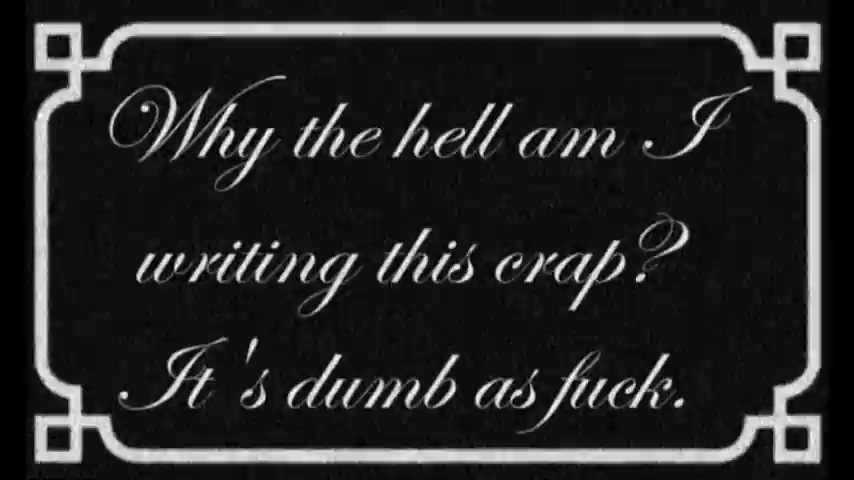 Why the hell am I
writing this crap?
It's dumb as fuck.